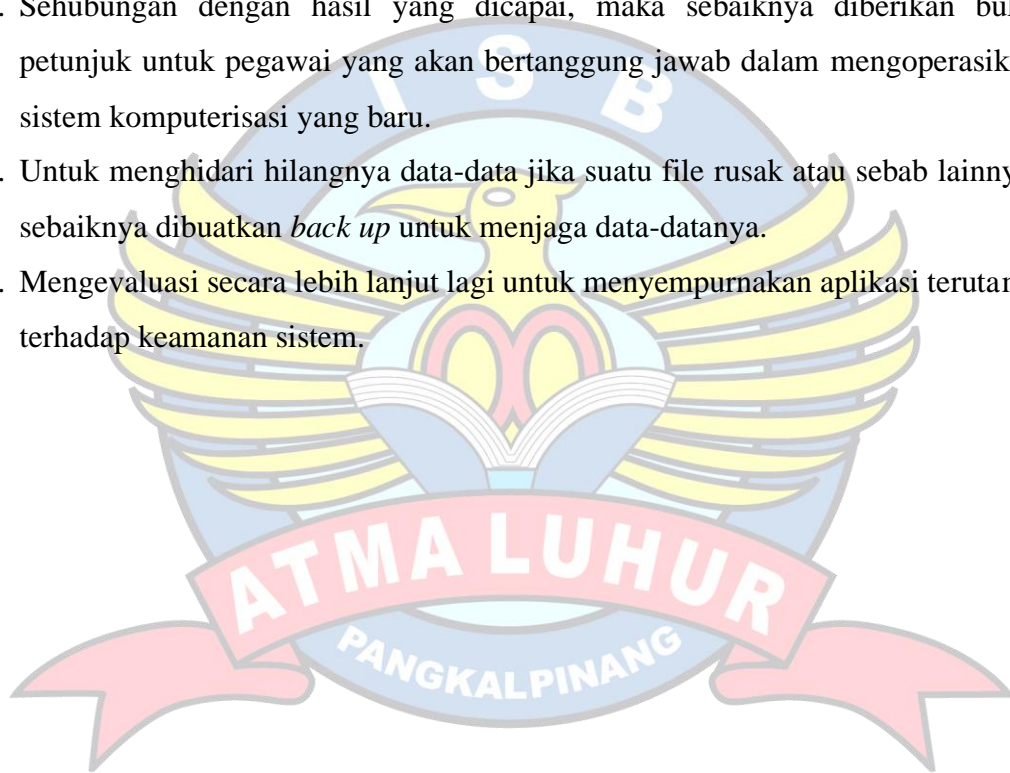 . Sehubungan dengan hasil yang dicapai, maka sebaiknya diberikan
petunjuk untuk pegawai yang akan bertanggung jawab dalam
sistem komputerisasi yang baru.
. Untuk menghidari hilangnya data-data jika suatu file rusak atau sebab
sebaiknya dibuatkan back up untuk menjaga data-datanya.
. Mengevaluasi secara lebih lanjut lagi untuk menyempurnakan aplikasi
terhadap keamanan sistem.
I S B
ATMA LUHUR
PANGKALPINANG